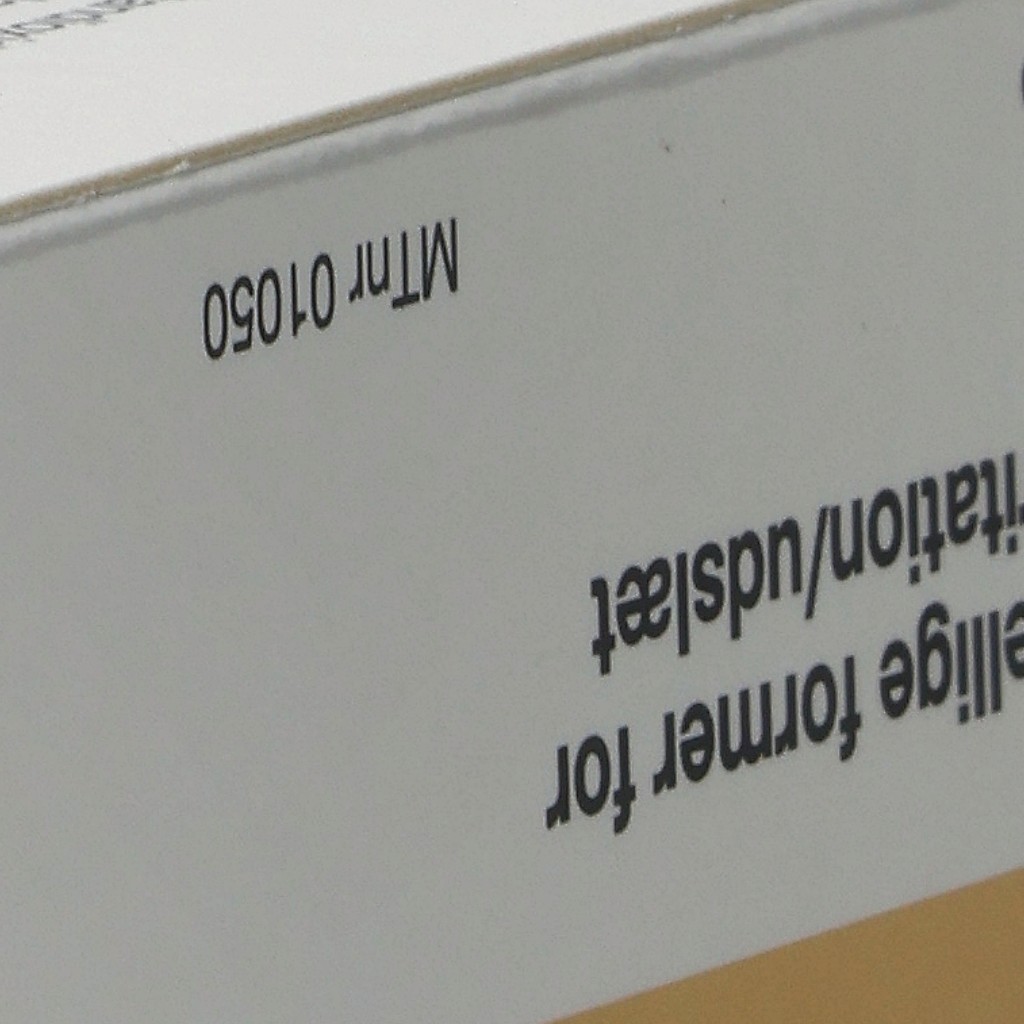 ellige former for
itation/udslæt
MTnr 01050